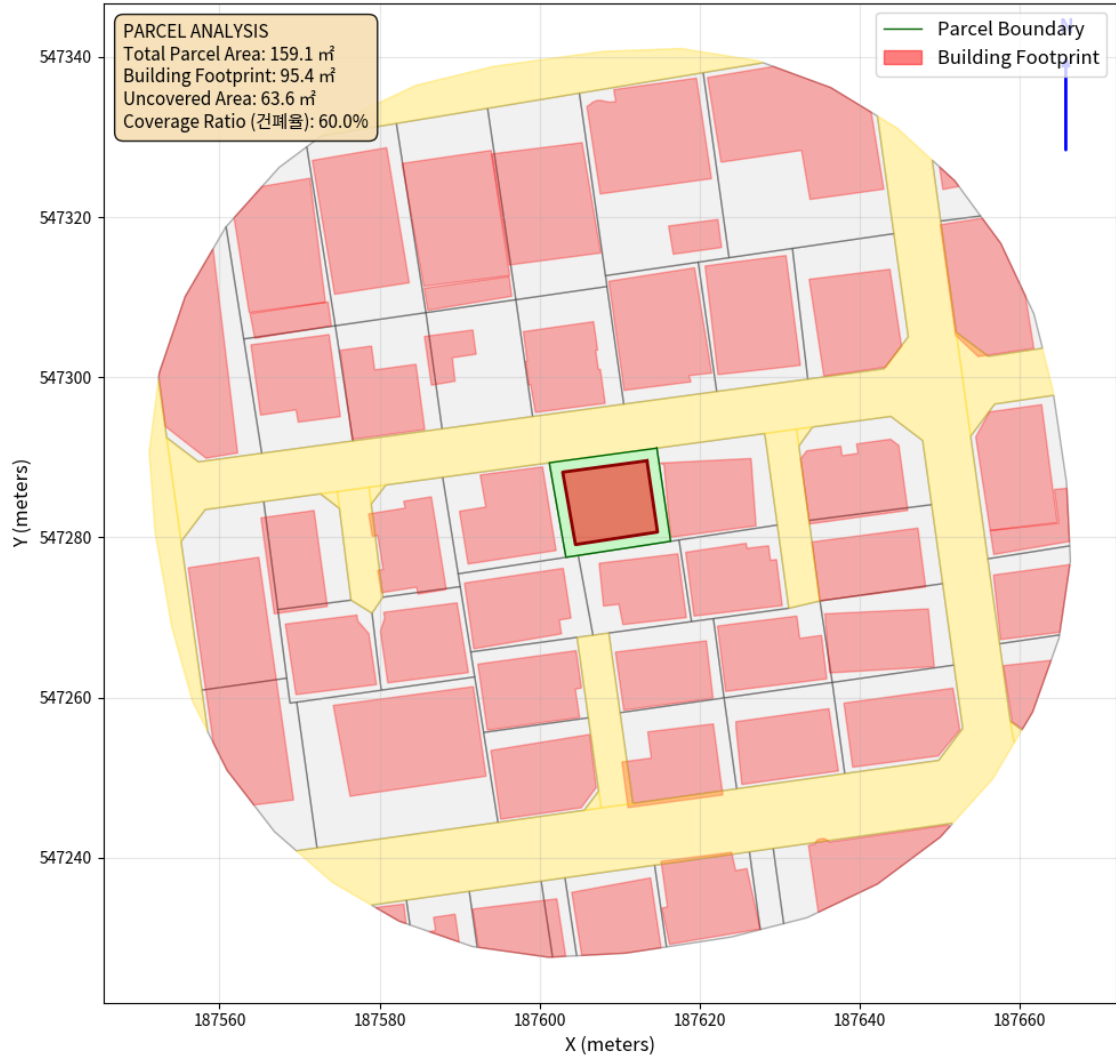 PARCEL ANALYSIS
Total Parcel Area: 159.1 ㎡
Building Footprint: 95.4 ㎡
Uncovered Area: 63.6 ㎡
Coverage Ratio (건폐율): 60.0%
Parcel Boundary
Building Footprint
N
547340
547320
547300
547280
547260
547240
Y (meters)
187560
187580
187600
187620
187640
187660
X (meters)